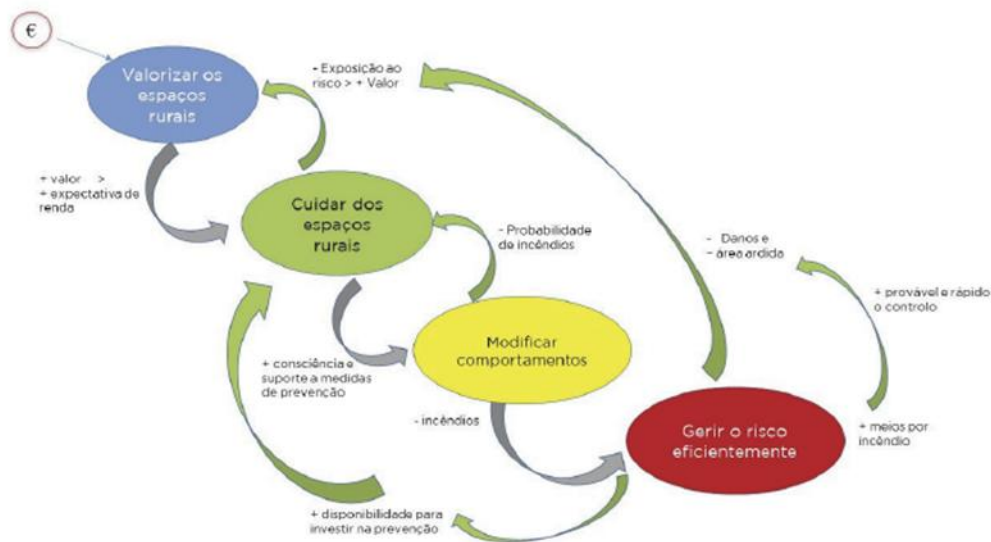 €
Valorizar os
espaços
rurais
- Exposição ao
risco > + Valor
+ valor >
+ expectativa de
renda
Cuidar dos
espaços
rurais
- Probabilidade
de incêndios
- Danos e
- área ardida
+ provável e rápido
o controlo
Modificar
comportamentos
+ consciência e
suporte a medidas
de prevenção
- incêndios
Gerir o risco
eficientemente
+ meios por
incêndio
+ disponibilidade para
investir na prevenção